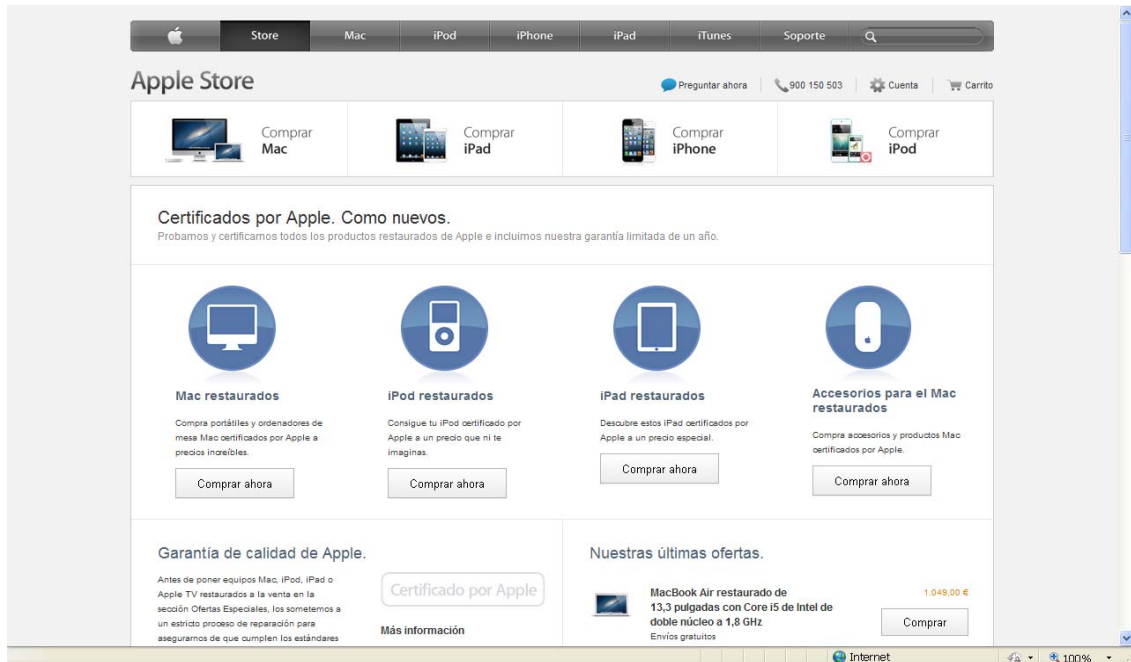 Store Mac iPod iPhone iPad iTunes Soporte
Apple Store
Preguntar ahora 900 150 503 Cuenta Carrito
Comprar
Mac
Comprar
iPad
Comprar
iPhone
Comprar
iPod
Certificados por Apple. Como nuevos.
Probamos y certificamos todos los productos restaurados de Apple e incluimos nuestra garantía limitada de un año.
Mac restaurados
Compra portátiles y ordenadores de
mesa Mac certificados por Apple a
precios increíbles.
Comprar ahora
iPod restaurados
Consigue tu iPod certificado por
Apple a un precio que ni te
imaginas.
Comprar ahora
iPad restaurados
Descubre estos iPad certificados por
Apple a un precio especial.
Comprar ahora
Accesorios para el Mac
restaurados
Compra accesorios y productos Mac
certificados por Apple.
Comprar ahora
Garantía de calidad de Apple.
Antes de poner equipos Mac, iPod, iPad o
Apple TV restaurados a la venta en la
sección Ofertas Especiales, los sometemos a
un estricto proceso de reparación para
asegurarnos de que cumplen los estándares
Certificado por Apple
Más información
Nuestras últimas ofertas.
MacBook Air restaurado de
13,3 pulgadas con Core i5 de Intel de
doble núcleo a 1,8 GHz
Envíos gratuitos
1.049,00 €
Comprar
Internet 100%